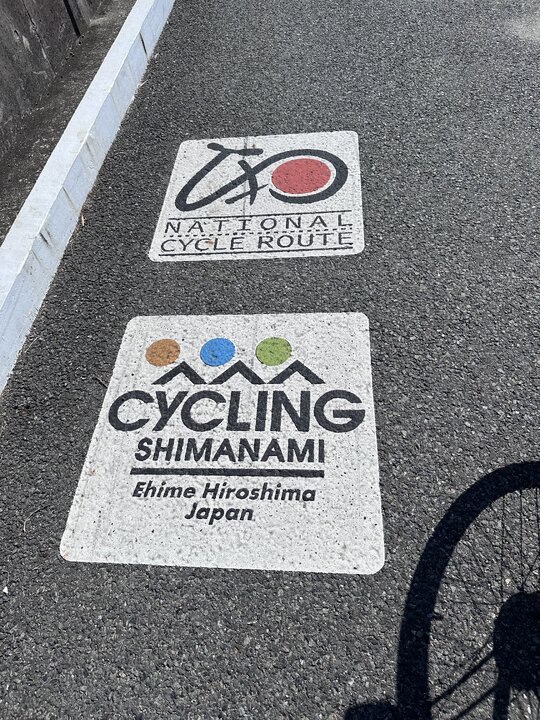 NATIONAL
CYCLE ROUTE
CYCLING
SHIMANAMI
Ehime Hiroshima
Japan